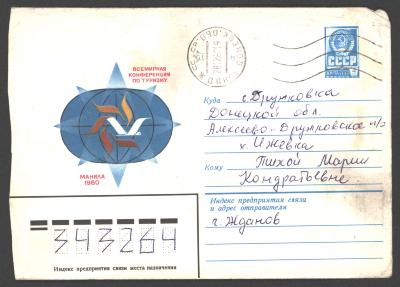 ВСЕМИРНАЯ
КОНФЕРЕНЦИЯ
ПО ТУРИЗМУ
МАНИЛА
1980
СССР
Куда г. Дружковка
Донецкой обл.
Алексеево-Дружковское п/о
х. Ижевка
Кому Тихой Марии
Кондратьевне
Индекс предприятия связи
и адрес отправителя
г. Жданов
343264
Индекс предприятия связи места назначения